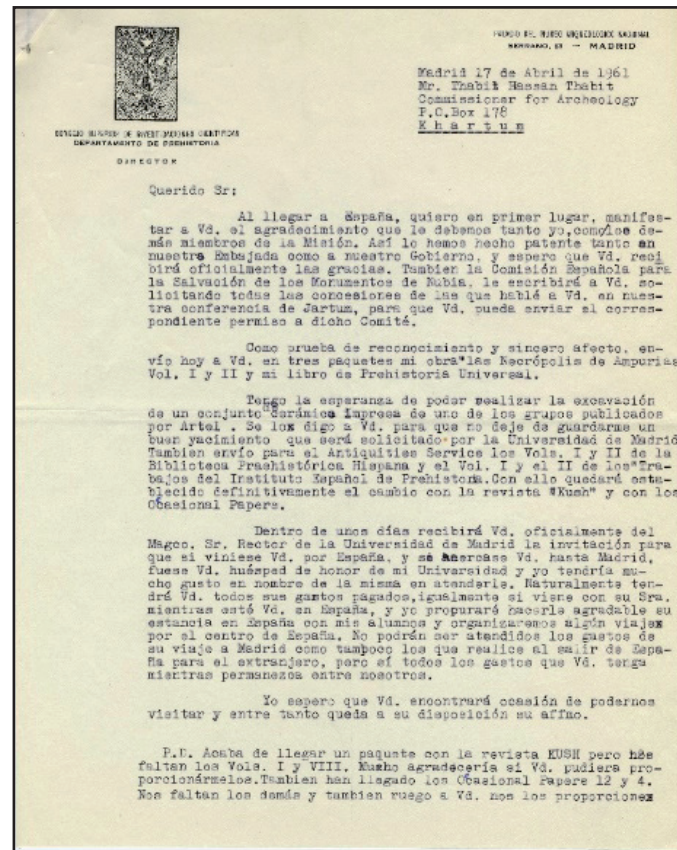 PALACIO DEL MUSEO ARQUEOLOGICO NACIONAL
SERRANO, 13 — MADRID
CONSEJO SUPERIOR DE INVESTIGACIONES CIENTIFICAS
DEPARTAMENTO DE PREHISTORIA
DIRECTOR
Madrid 17 de Abril de 1961
Mr. Thabit Hassan Thabit
Commissioner for Archeology
P.O.Box 178
Khartum
Querido Sr:
Al llegar a España, quiero en primer lugar, manifes-
tar a Vd. el agradecimiento que le debemos tanto yo, como los de-
más miembros de la Misión. Así lo hemos hecho patente tanto en
nuestra Embajada como a nuestro Gobierno, y espero que Vd. reci
birá oficialmente las gracias. Tambien la Comisión Española para
la Salvación de los Monumentos de Nubia, le escribirá a Vd. so-
licitando todas las concesiones de las que hablé a Vd. en nues-
tra conferencia de Jartum, para que Vd. pueda enviar el corres-
pondiente permiso a dicho Comité.
Como prueba de reconocimiento y sincero afecto, en-
vío hoy a Vd. en tres paquetes mi obra "las Necrópolis de Ampurias
Vol. I y II y mi libro de Prehistoria Universal.
Tengo la esperanza de poder realizar la excavación
de un conjunto de cerámica impresa de uno de los grupos publicados
por Artel . Se los digo a Vd. para que no deje de guardarme un
buen yacimiento que será solicitado por la Universidad de Madrid
Tambien envío para el Antiquities Service los Vols. I y II de la
Biblioteca Praehistórica Hispana y el Vol. I y el II de los "Tra-
bajos del Instituto Español de Prehistoria. Con ello quedará esta-
blecido definitivamente el cambio con la revista "Kush" y con los
Ocasional Papers.
Dentro de unos días recibirá Vd. oficialmente del
Magco. Sr. Rector de la Universidad de Madrid la invitación para
que si viniese Vd. por España, y se acercase Vd. hasta Madrid,
fuese Vd. huésped de honor de mi Universidad y yo tendría mu-
cho gusto en nombre de la misma en atenderle. Naturalmente ten-
drá Vd. todos sus gastos pagados, igualmente si viene con su Sra.
mientras esté Vd. en España, y yo propurará hacerle agradable su
estancia en España con mis alumnos y organizaremos algún viajex
por el centro de España. No podrán ser atendidos los gastos de
su viaje a Madrid como tampoco los que realice al salir de Espa-
ña para el extranjero, pero sí todos los gastos que Vd. tenga
mientras permanezca entre nosotros.
Yo espero que Vd. encontrará ocasión de podernos
visitar y entre tanto queda a su disposición su affmo.
P.D. Acaba de llegar un paquete con la revista KUSH pero
faltan los Vols. I y VIII. Mucho agradecería si Vd. pudiera pro-
porcionármelos. Tambien han llegado los Ocasional Papers 12 y 4.
Nos faltan los demás y tambien ruego a Vd. nos los proporcionex